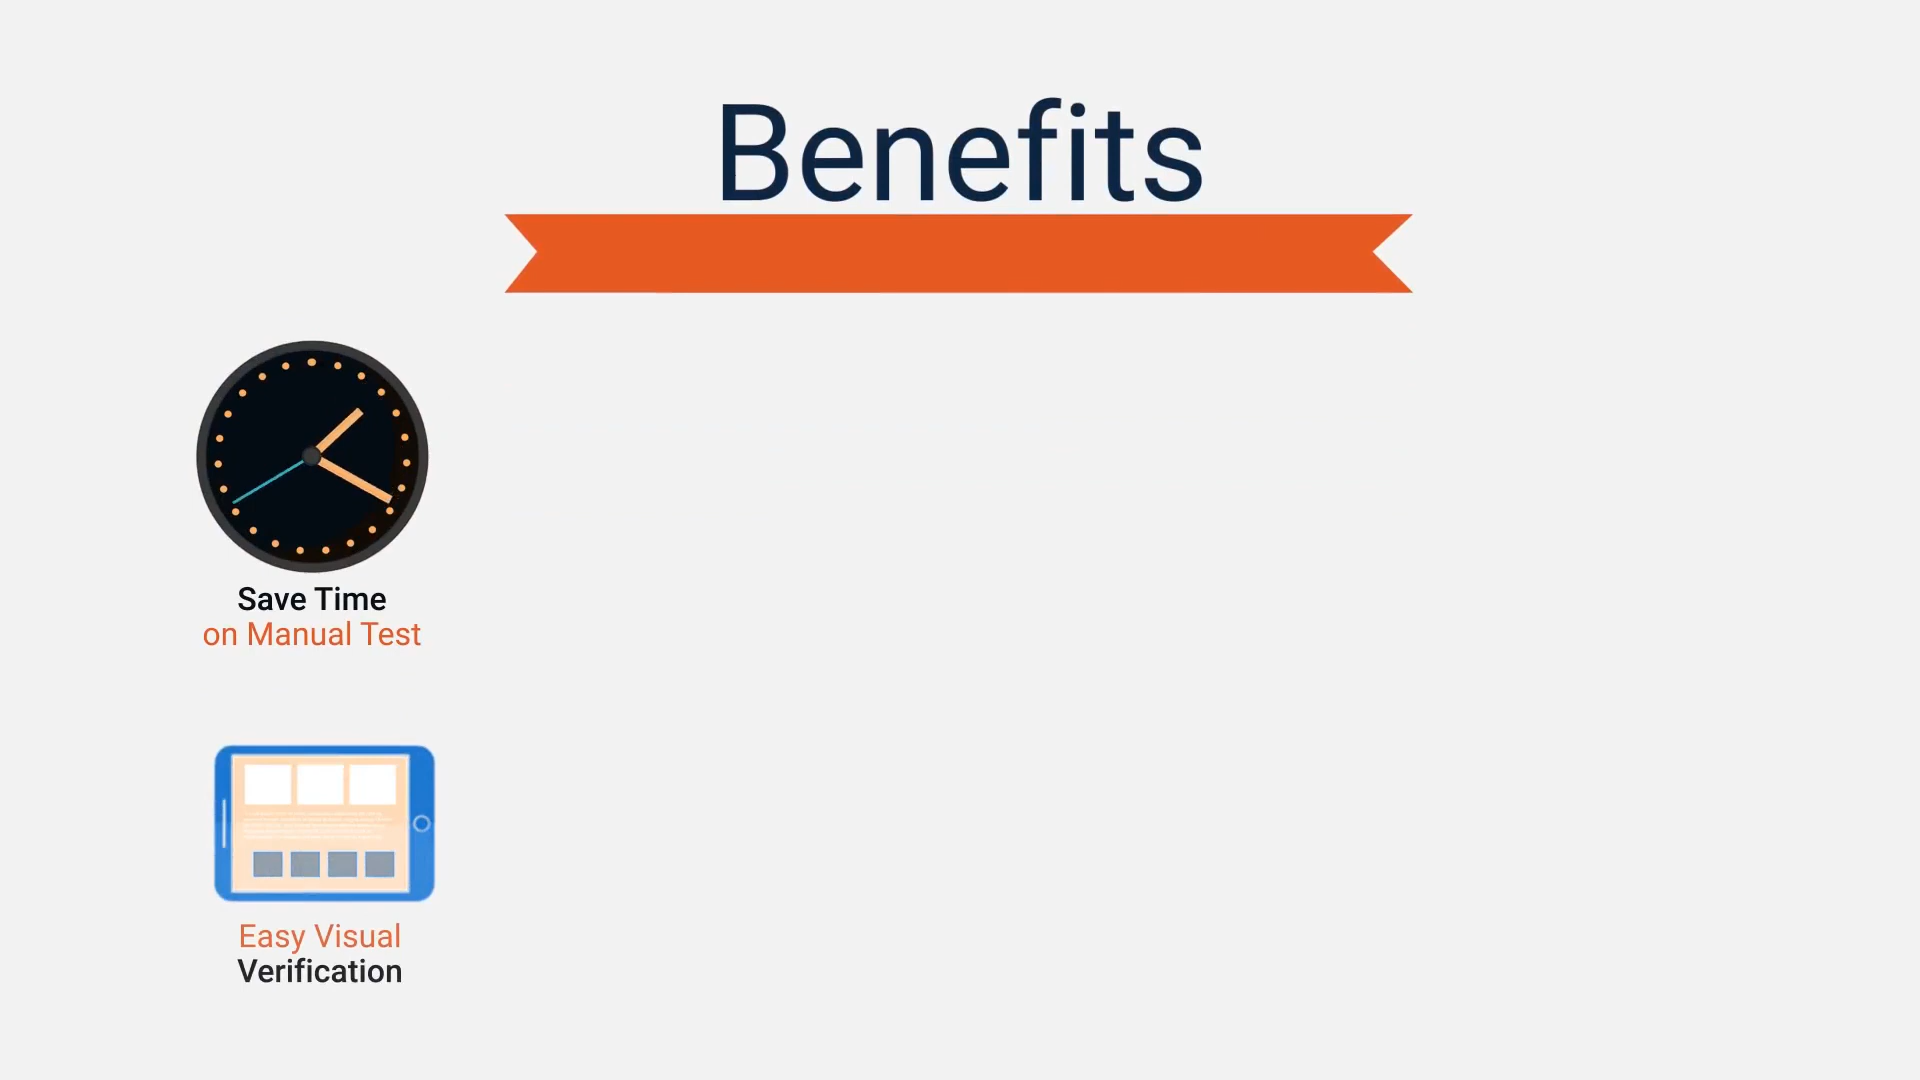 Benefits
Save Time
on Manual Test
Easy Visual
Verification